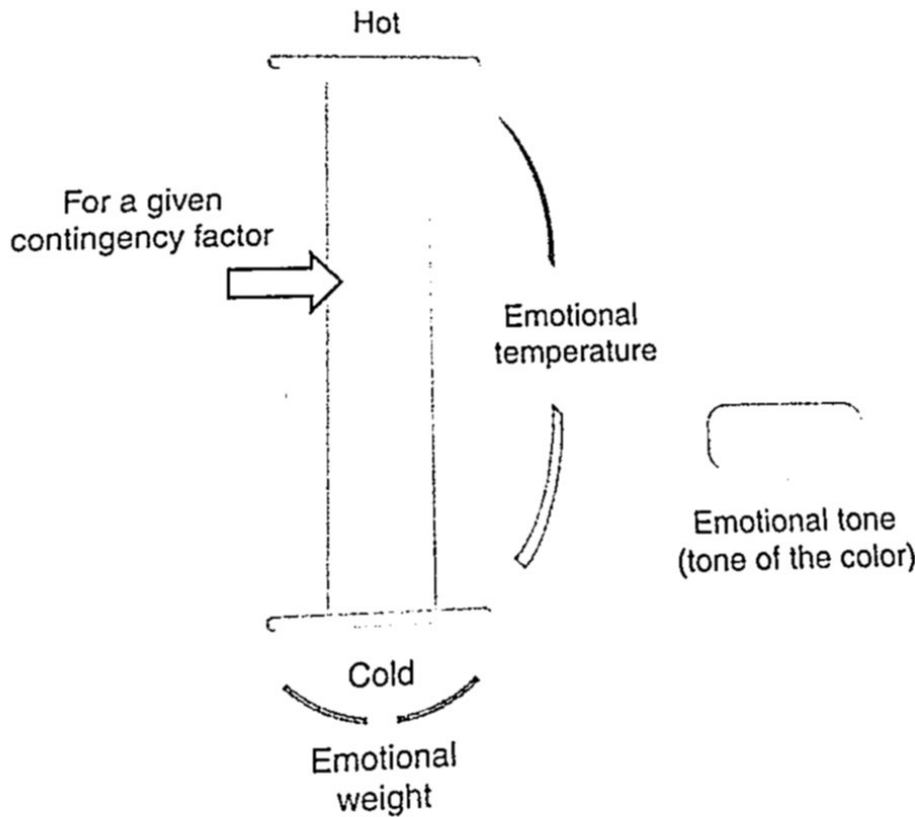 Hot
For a given
contingency factor
Emotional
temperature
Emotional tone
(tone of the color)
Cold
Emotional
weight